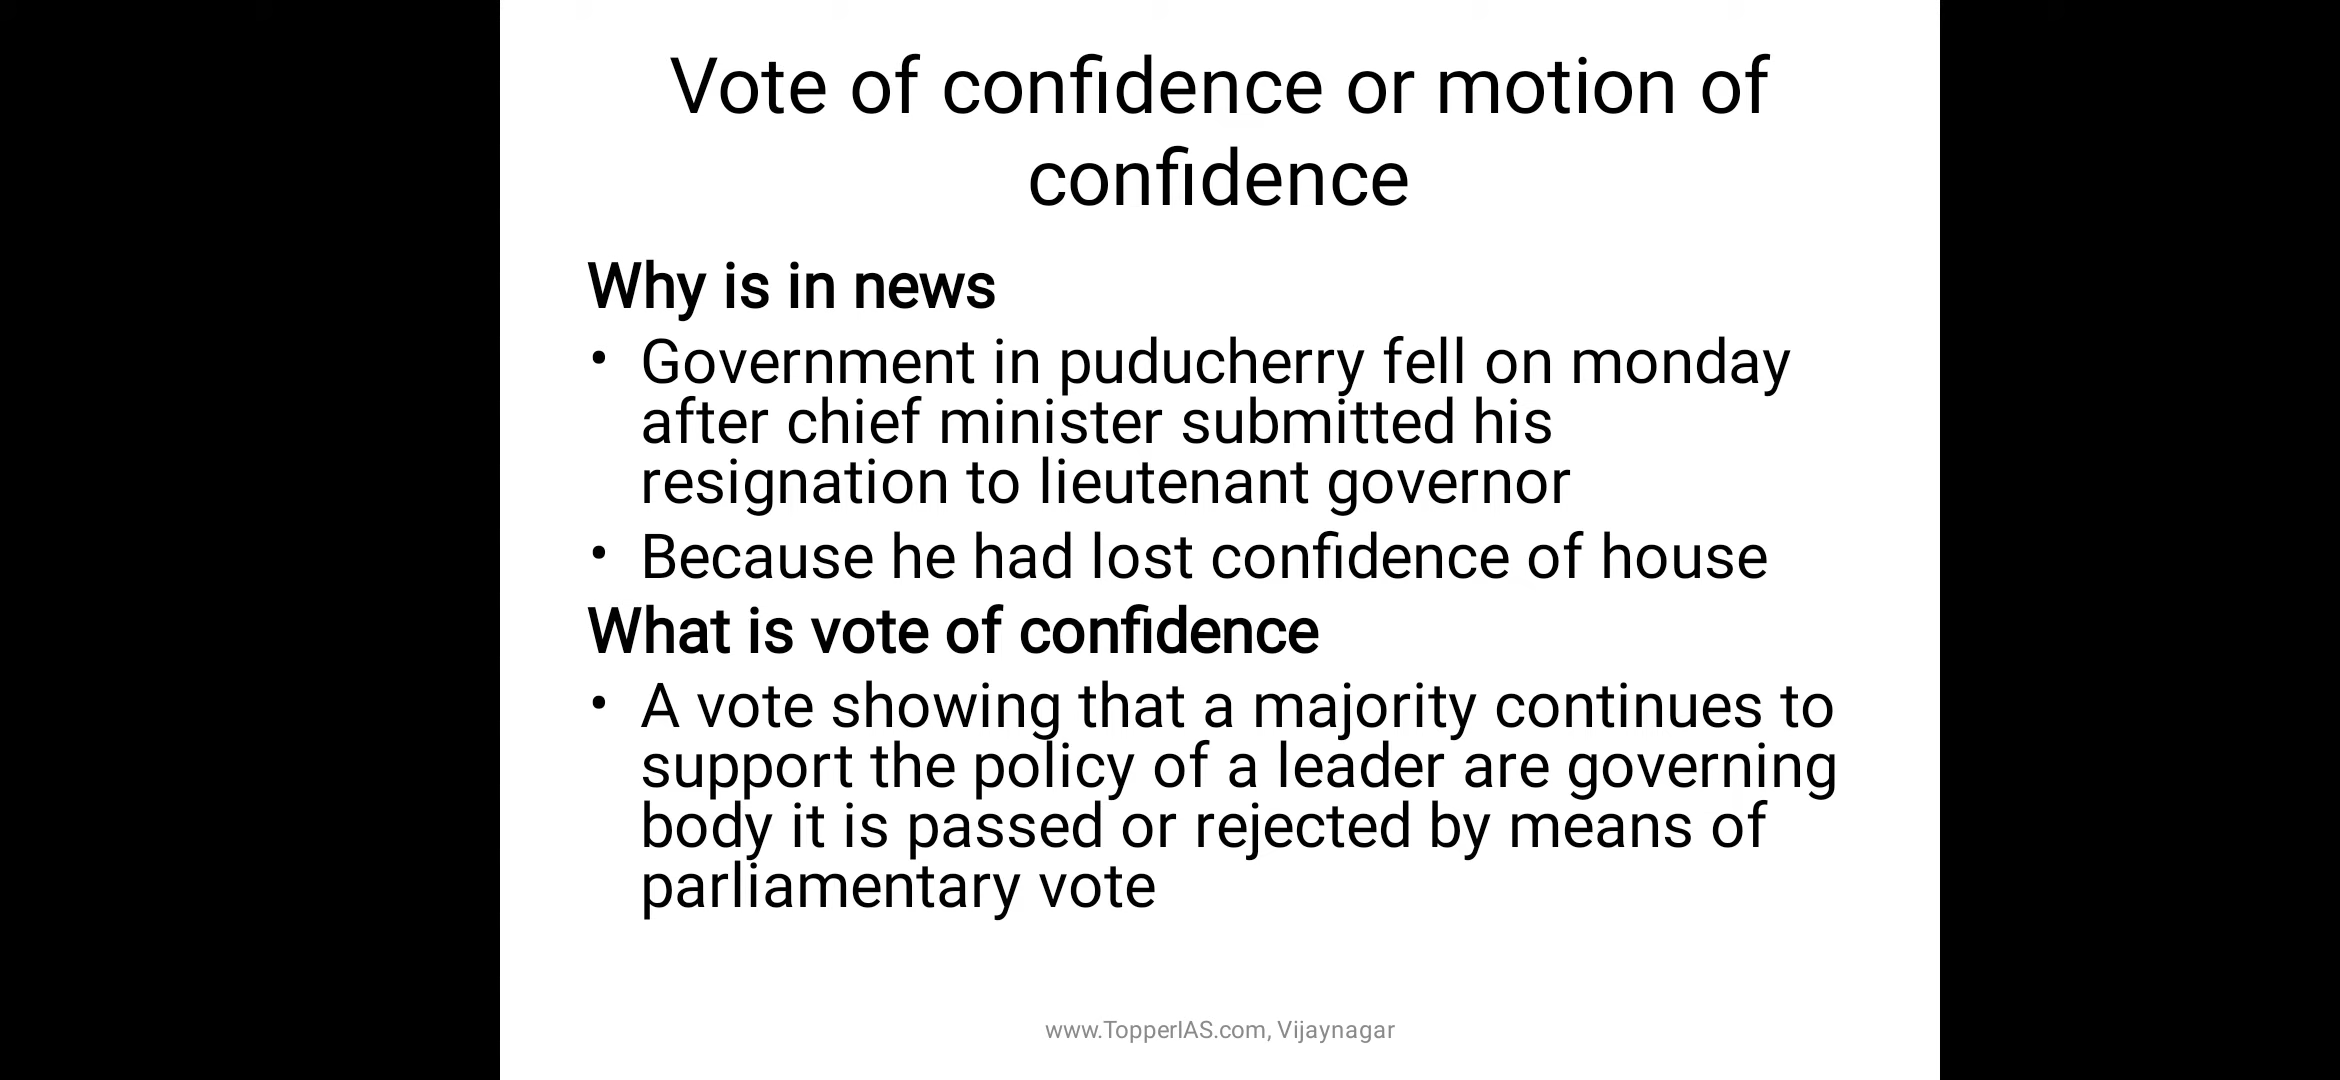 Vote of confidence or motion of
confidence
Why is in news
• Government in puducherry fell on monday
after chief minister submitted his
resignation to lieutenant governor
• Because he had lost confidence of house
What is vote of confidence
• A vote showing that a majority continues to
support the policy of a leader are governing
body it is passed or rejected by means of
parliamentary vote
www.TopperIAS.com, Vijaynagar